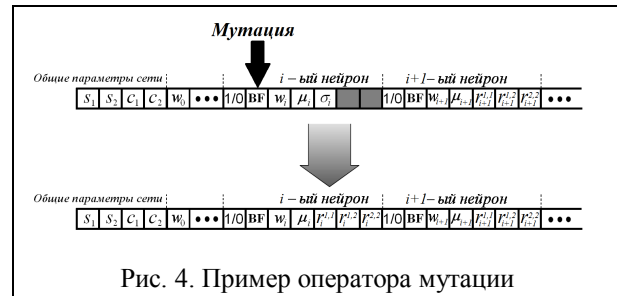 Мутация
Общие параметры сети i – ый нейрон i+1– ый нейрон
s₁ s₂ c₁ c₂ w₀ ••• 1/0 BF wᵢ μᵢ σᵢ 1/0 BF wᵢ₊₁ μᵢ₊₁ rᵢ₊₁^1,1 rᵢ₊₁^1,2 rᵢ₊₁^2,2 •••
Общие параметры сети i – ый нейрон i+1– ый нейрон
s₁ s₂ c₁ c₂ w₀ ••• 1/0 BF wᵢ μᵢ rᵢ^1,1 rᵢ^1,2 rᵢ^2,2 1/0 BF wᵢ₊₁ μᵢ₊₁ rᵢ₊₁^1,1 rᵢ₊₁^1,2 rᵢ₊₁^2,2 •••
Рис. 4. Пример оператора мутации